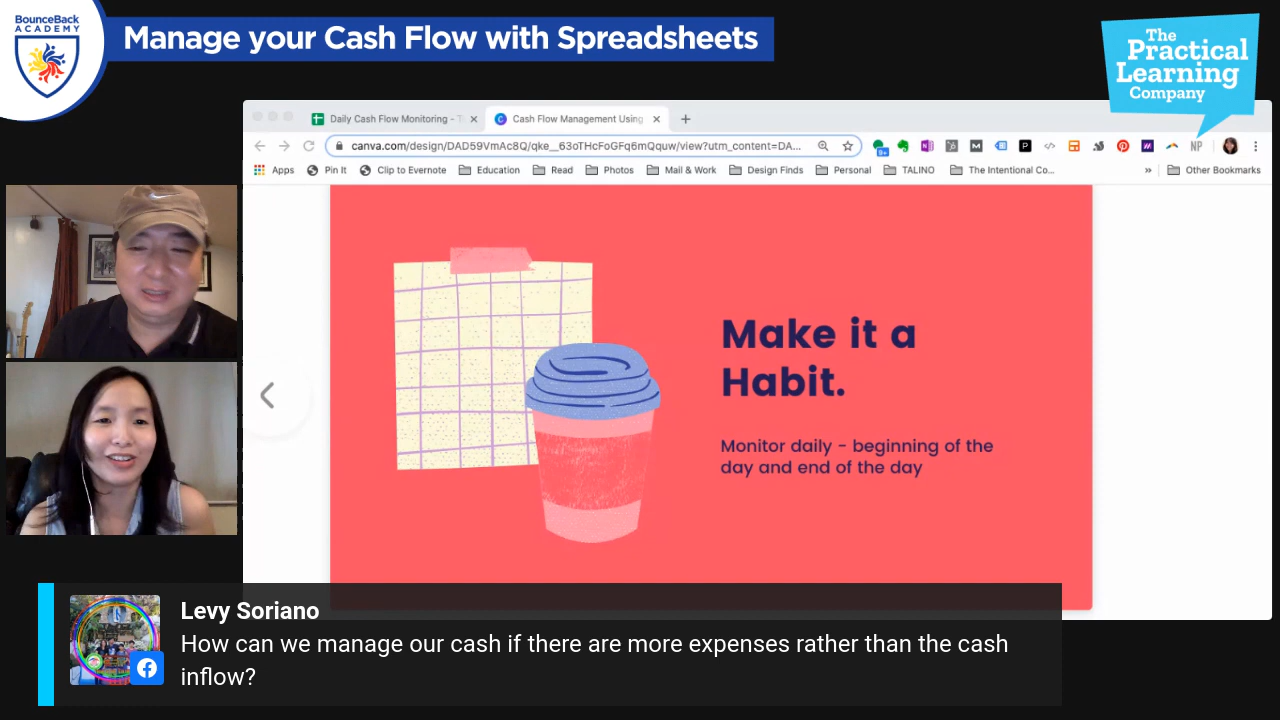 BounceBack
ACADEMY
Manage your Cash Flow with Spreadsheets
The
Practical
Learning
Company
Daily Cash Flow Monitoring - T
Cash Flow Management Using
canva.com/design/DAD59VmAc8Q/qke__63oTHcFoGFq6mQquw/view?utm_content=DA...
9+
P
M
NP
Apps
Pin It
Clip to Evernote
Education
Read
Photos
Mail & Work
Design Finds
Personal
TALINO
The Intentional Co...
»
Other Bookmarks
Make it a
Habit.
Monitor daily - beginning of the
day and end of the day
Levy Soriano
How can we manage our cash if there are more expenses rather than the cash
inflow?